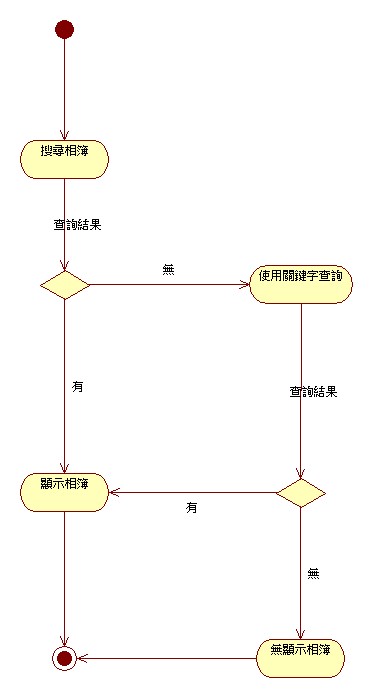 搜尋相簿
查詢結果
無
使用關鍵字查詢
有
查詢結果
顯示相簿
有
無
無顯示相簿